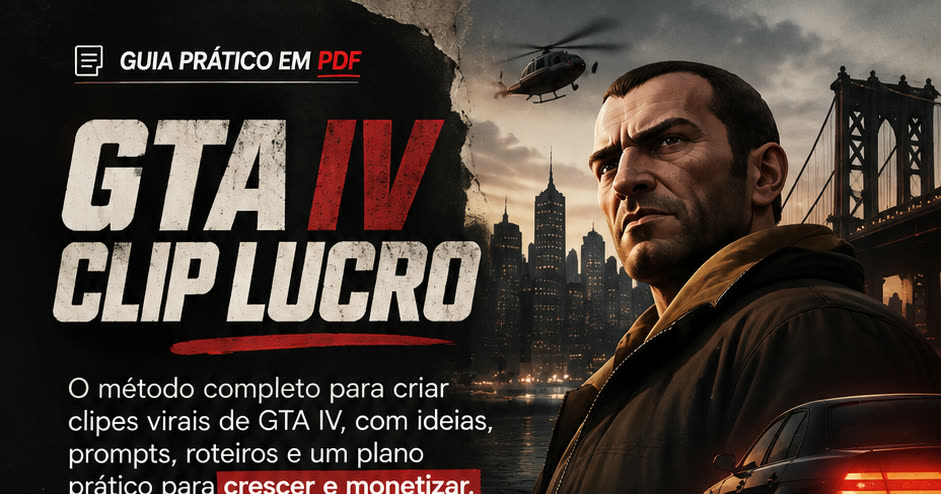 GUIA PRÁTICO EM PDF
GTA IV
CLIP LUCRO
O método completo para criar
clipes virais de GTA IV, com ideias,
prompts, roteiros e um plano
prático para crescer e monetizar.